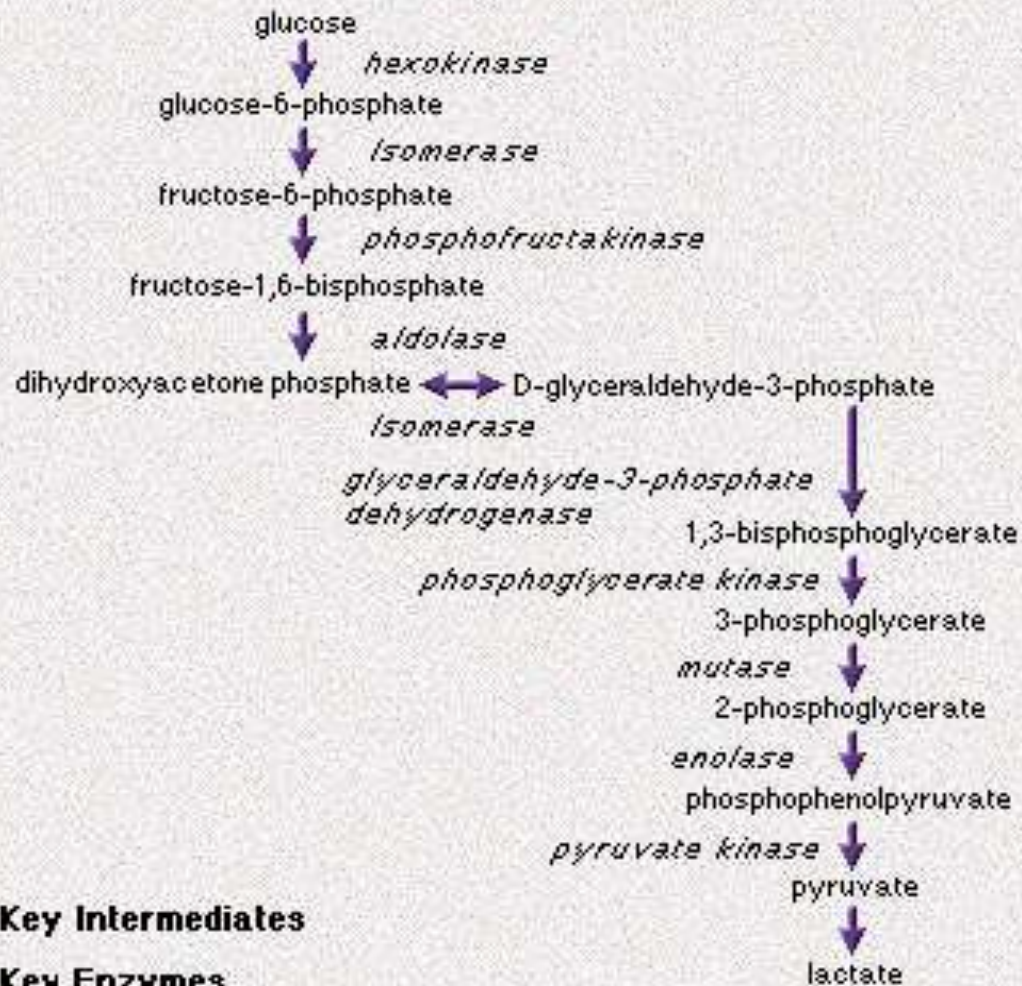 glucose
hexokinase
glucose-6-phosphate
isomerase
fructose-6-phosphate
phosphofructakinase
fructose-1,6-bisphosphate
aldolase
dihydroxyacetone phosphate
D-glyceraldehyde-3-phosphate
isomerase
glyceraldehyde-3-phosphate
dehydrogenase
1,3-bisphosphoglycerate
phosphoglycerate kinase
3-phosphoglycerate
mutase
2-phosphoglycerate
enolase
phosphophenolpyruvate
pyruvate kinase
pyruvate
Key Intermediates
lactate
Key Enzymes